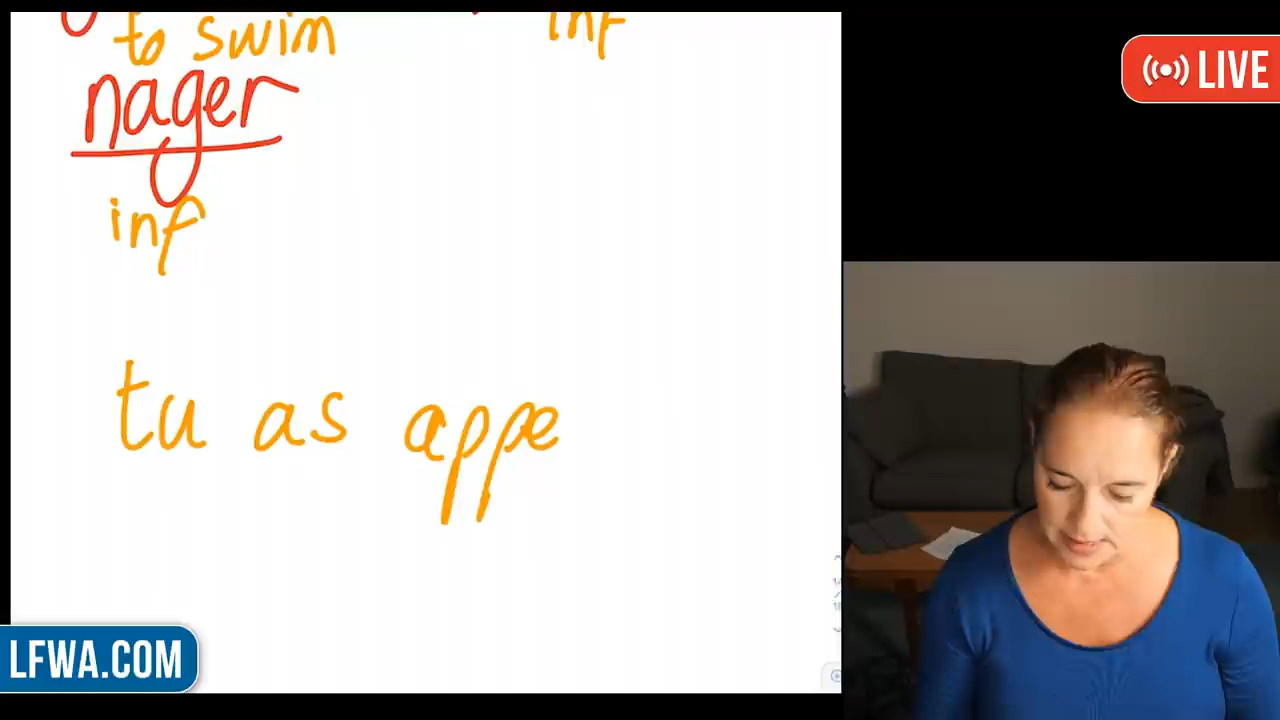 to swim inf
LIVE
nager
inf
tu as appe
LFWA.COM